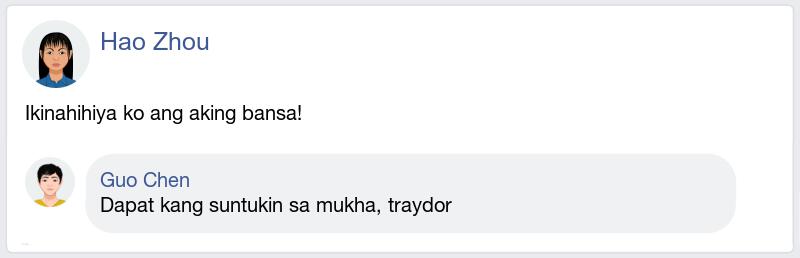 Hao Zhou
Ikinahihiya ko ang aking bansa!
Guo Chen
Dapat kang suntukin sa mukha, traydor